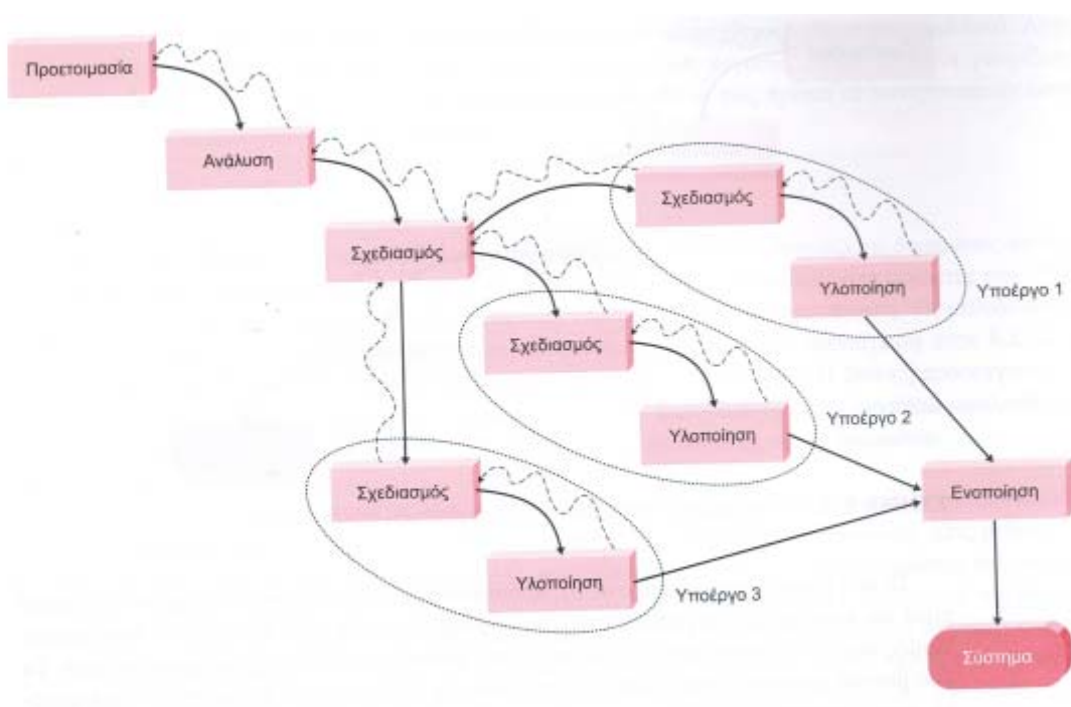 Προετοιμασία
Ανάλυση
Σχεδιασμός
Σχεδιασμός
Υλοποίηση
Υποέργο 1
Σχεδιασμός
Υλοποίηση
Υποέργο 2
Σχεδιασμός
Υλοποίηση
Υποέργο 3
Ενοποίηση
Σύστημα